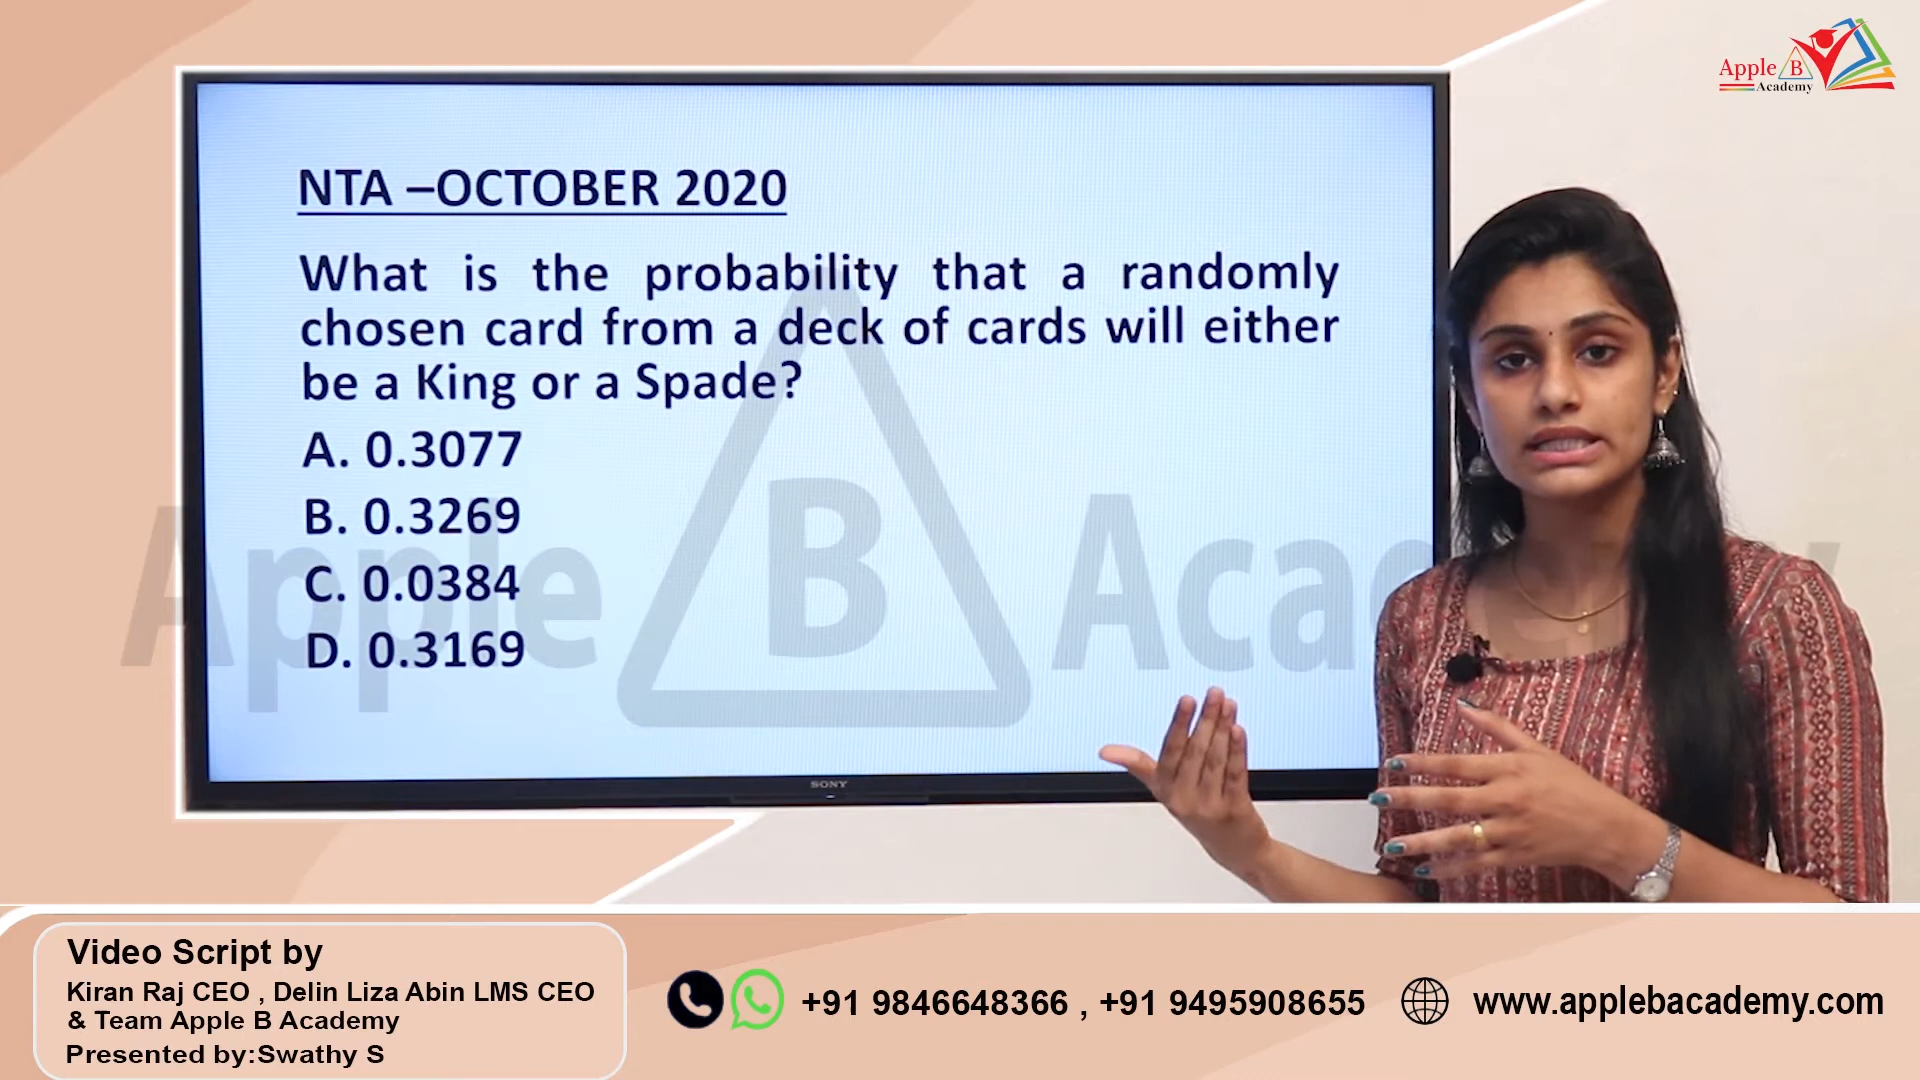 Apple B
Academy
NTA –OCTOBER 2020
What is the probability that a randomly
chosen card from a deck of cards will either
be a King or a Spade?
A. 0.3077
B. 0.3269
C. 0.0384
D. 0.3169
Apple B Academy
SONY
Video Script by
Kiran Raj CEO , Delin Liza Abin LMS CEO
& Team Apple B Academy
Presented by:Swathy S
+91 9846648366 , +91 9495908655
www.applebacademy.com